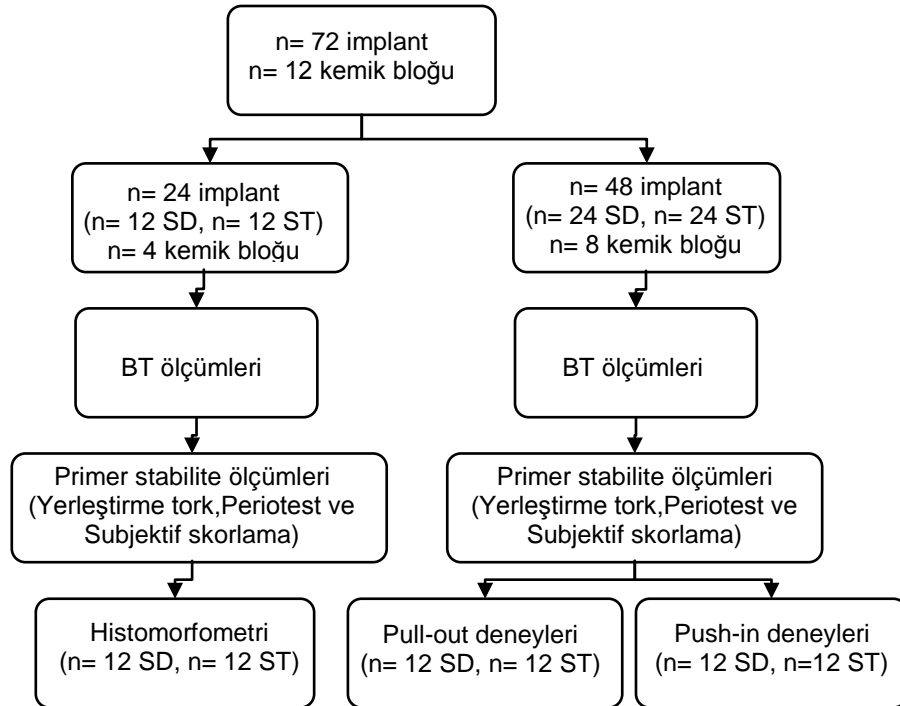 n= 72 implant
n= 12 kemik bloğu
n= 24 implant
(n= 12 SD, n= 12 ST)
n= 4 kemik bloğu
n= 48 implant
(n= 24 SD, n= 24 ST)
n= 8 kemik bloğu
BT ölçümleri
BT ölçümleri
Primer stabilite ölçümleri
(Yerleştirme tork,Periotest ve
Subjektif skorlama)
Primer stabilite ölçümleri
(Yerleştirme tork,Periotest ve
Subjektif skorlama)
Histomorfometri
(n= 12 SD, n= 12 ST)
Pull-out deneyleri
(n= 12 SD, n= 12 ST)
Push-in deneyleri
(n= 12 SD, n=12 ST)